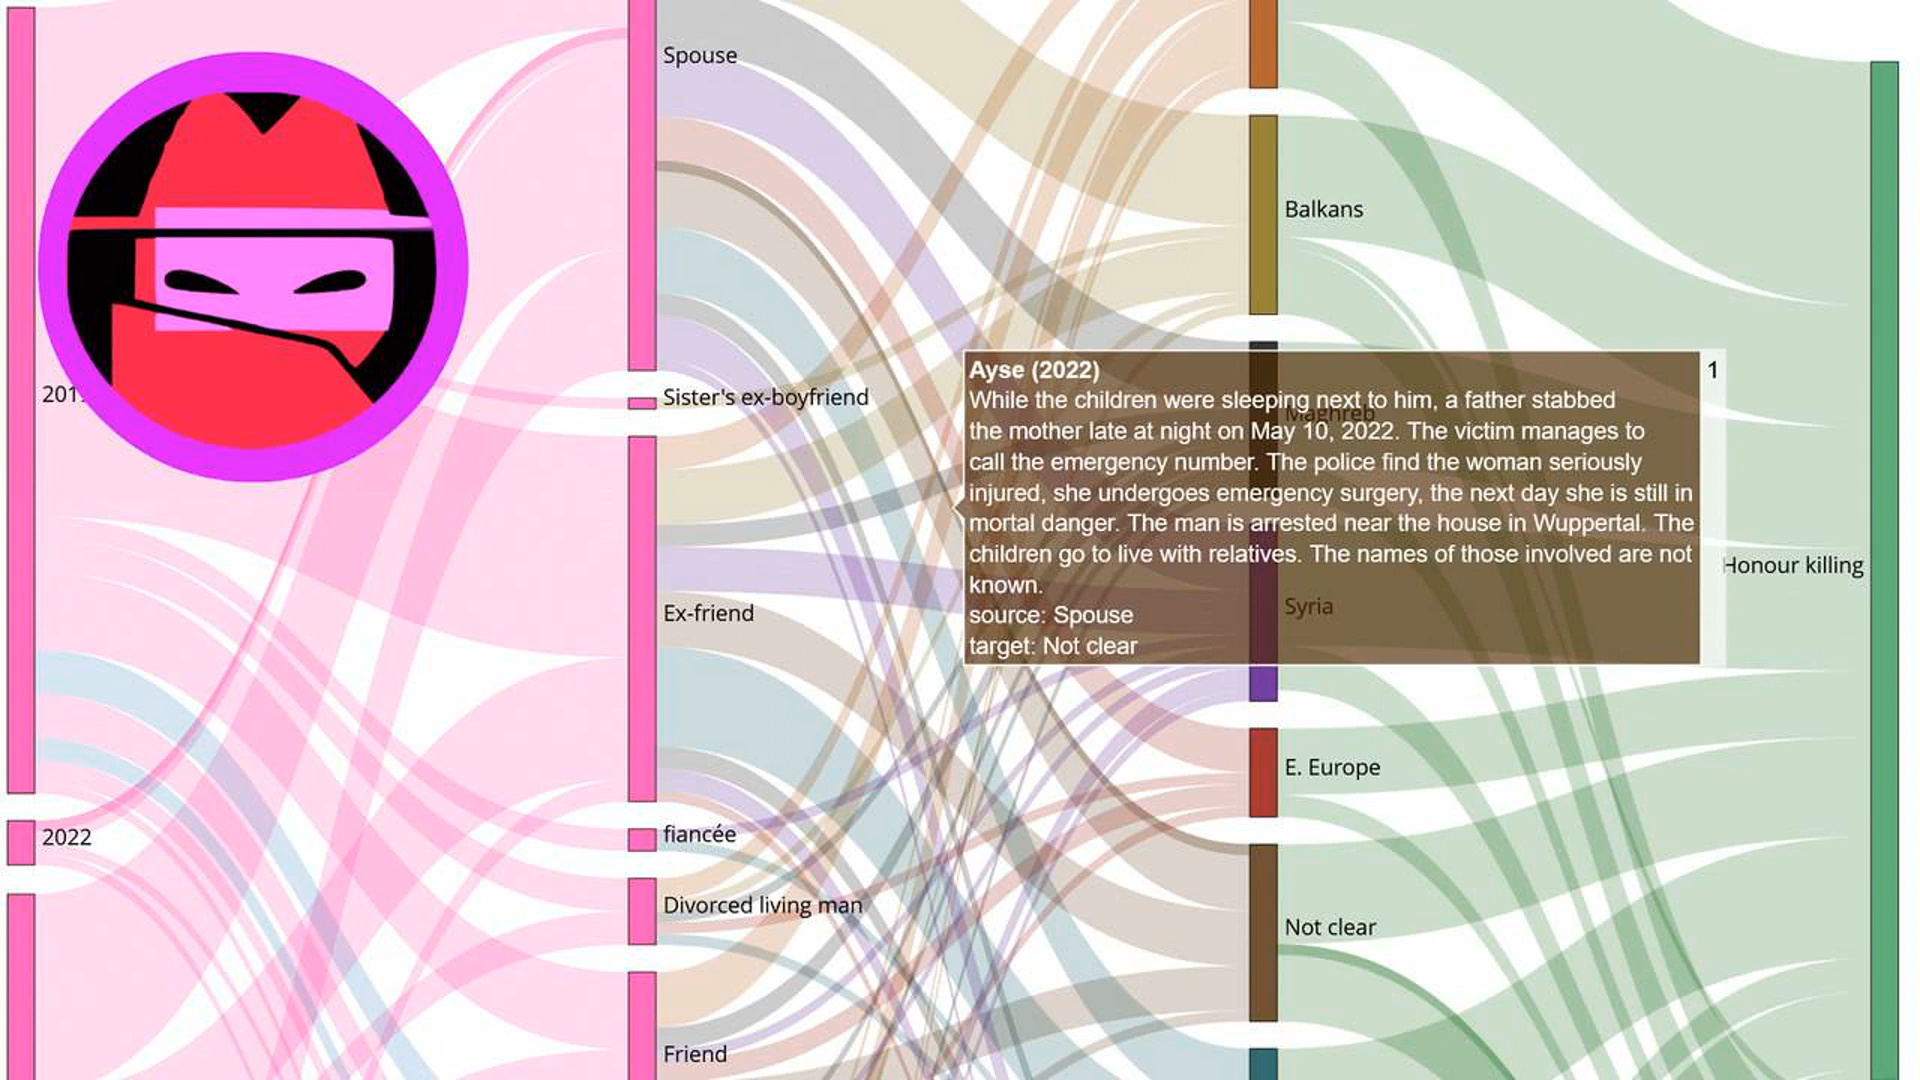 Spouse
Balkans
201
Sister's ex-boyfriend
Ayse (2022)
1
While the children were sleeping next to him, a father stabbed
Maghreb
the mother late at night on May 10, 2022. The victim manages to
call the emergency number. The police find the woman seriously
injured, she undergoes emergency surgery, the next day she is still in
mortal danger. The man is arrested near the house in Wuppertal. The
children go to live with relatives. The names of those involved are not
known.
source: Spouse
target: Not clear
Honour killing
Syria
Ex-friend
E. Europe
2022
fiancée
Divorced living man
Not clear
Friend